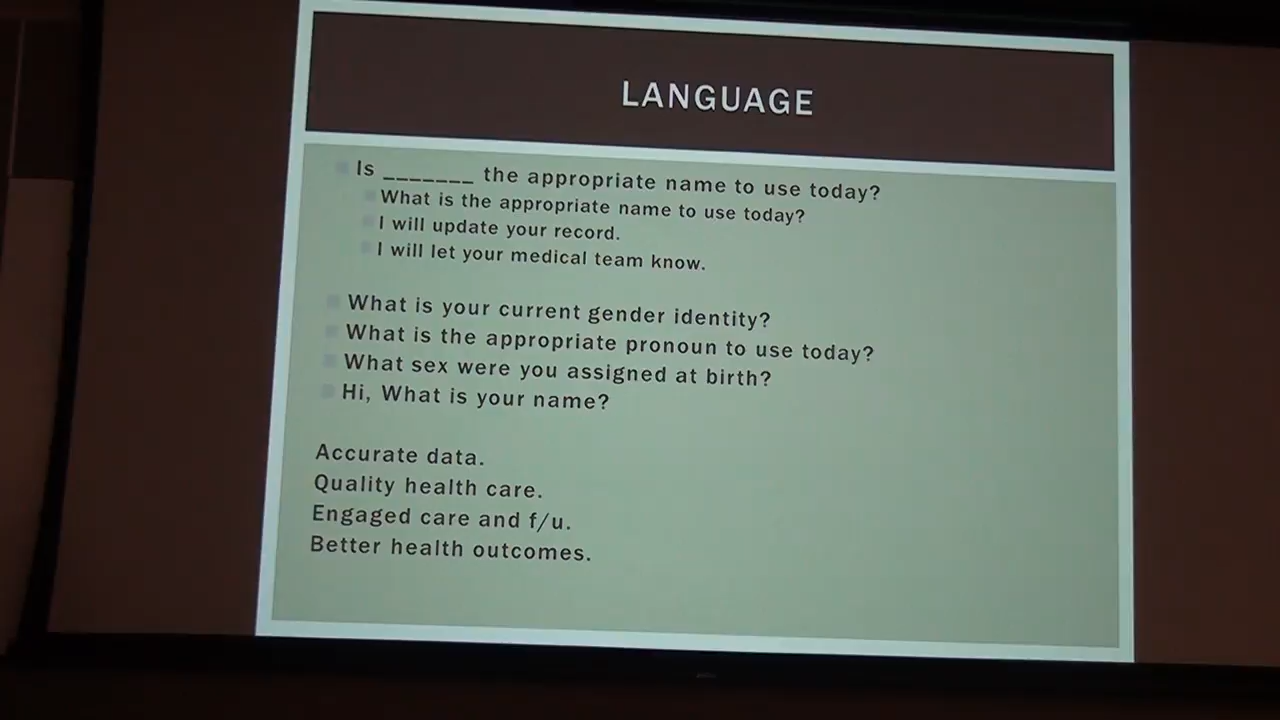 LANGUAGE
Is _______ the appropriate name to use today?
What is the appropriate name to use today?
I will update your record.
I will let your medical team know.
What is your current gender identity?
What is the appropriate pronoun to use today?
What sex were you assigned at birth?
Hi, What is your name?
Accurate data.
Quality health care.
Engaged care and f/u.
Better health outcomes.